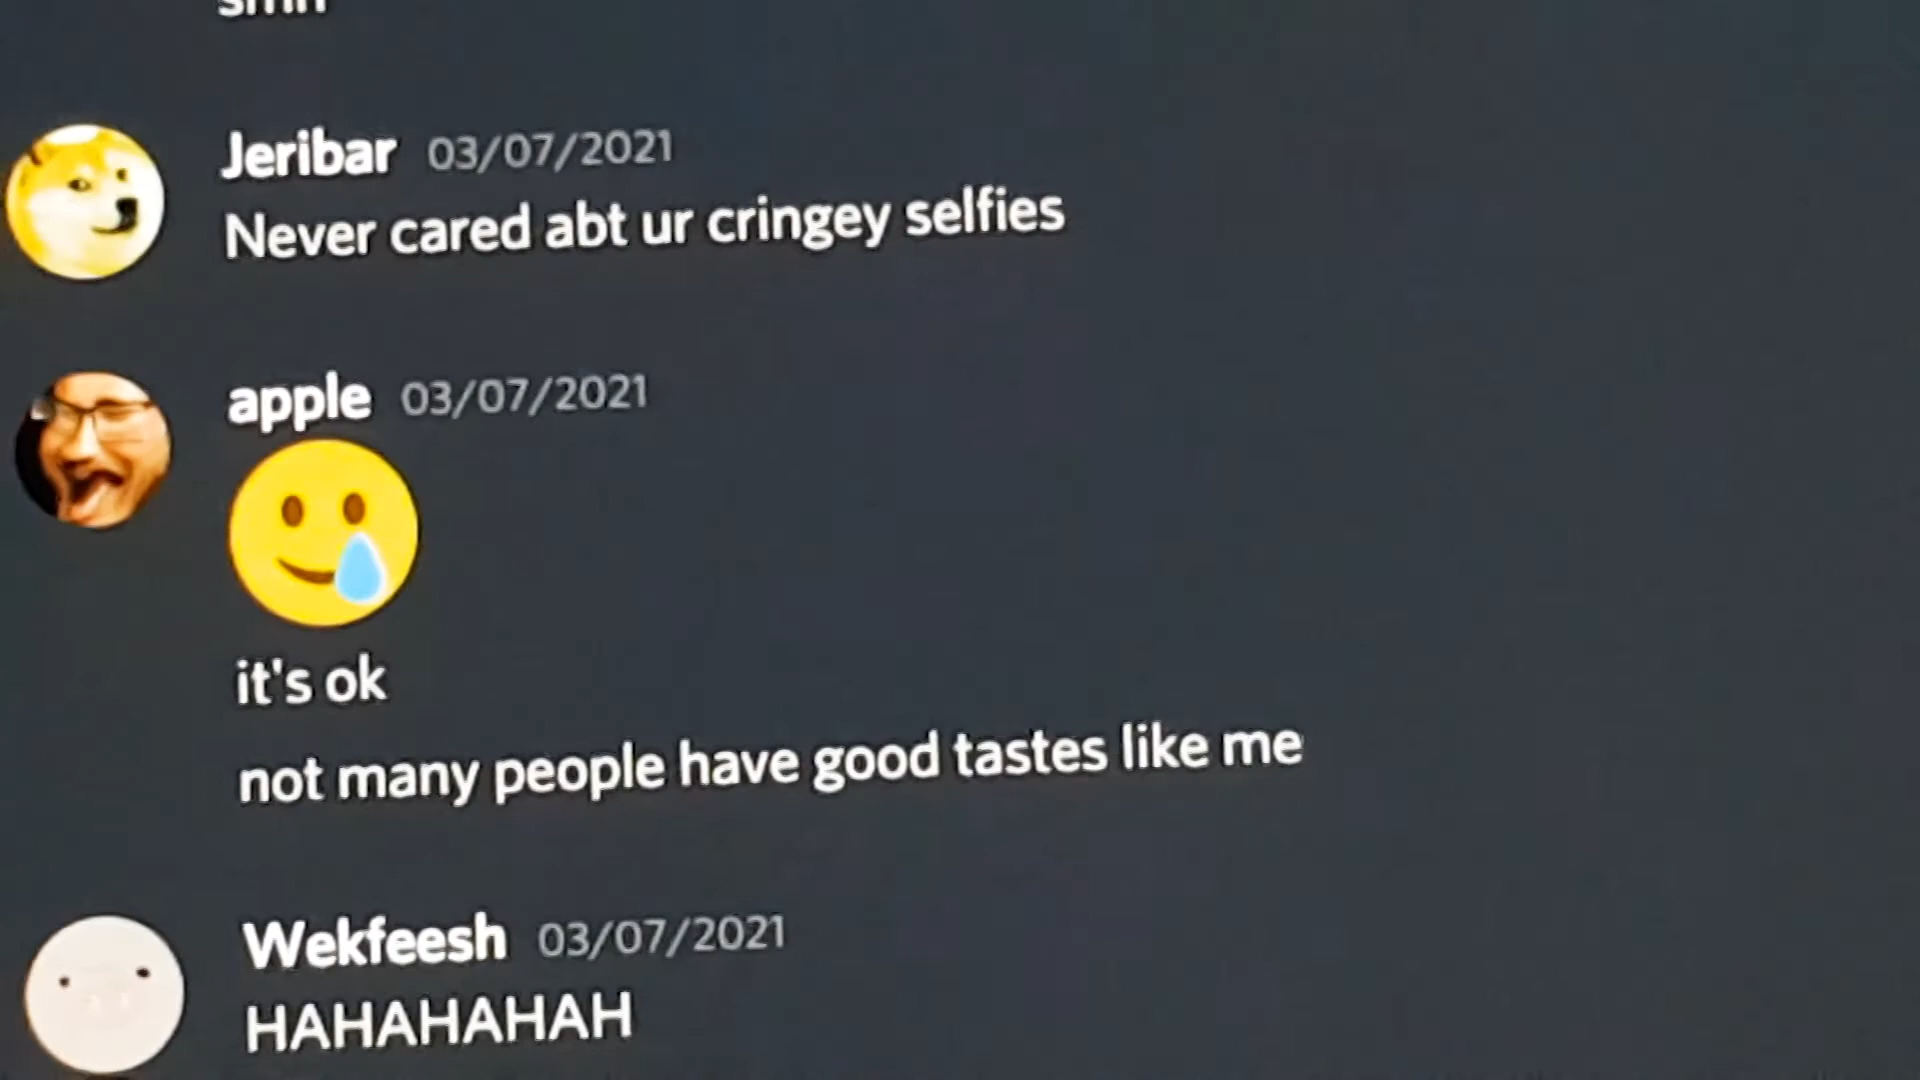 smh
Jeribar 03/07/2021
Never cared abt ur cringey selfies
apple 03/07/2021
🥲
it's ok
not many people have good tastes like me
Wekfeesh 03/07/2021
HAHAHAHAH